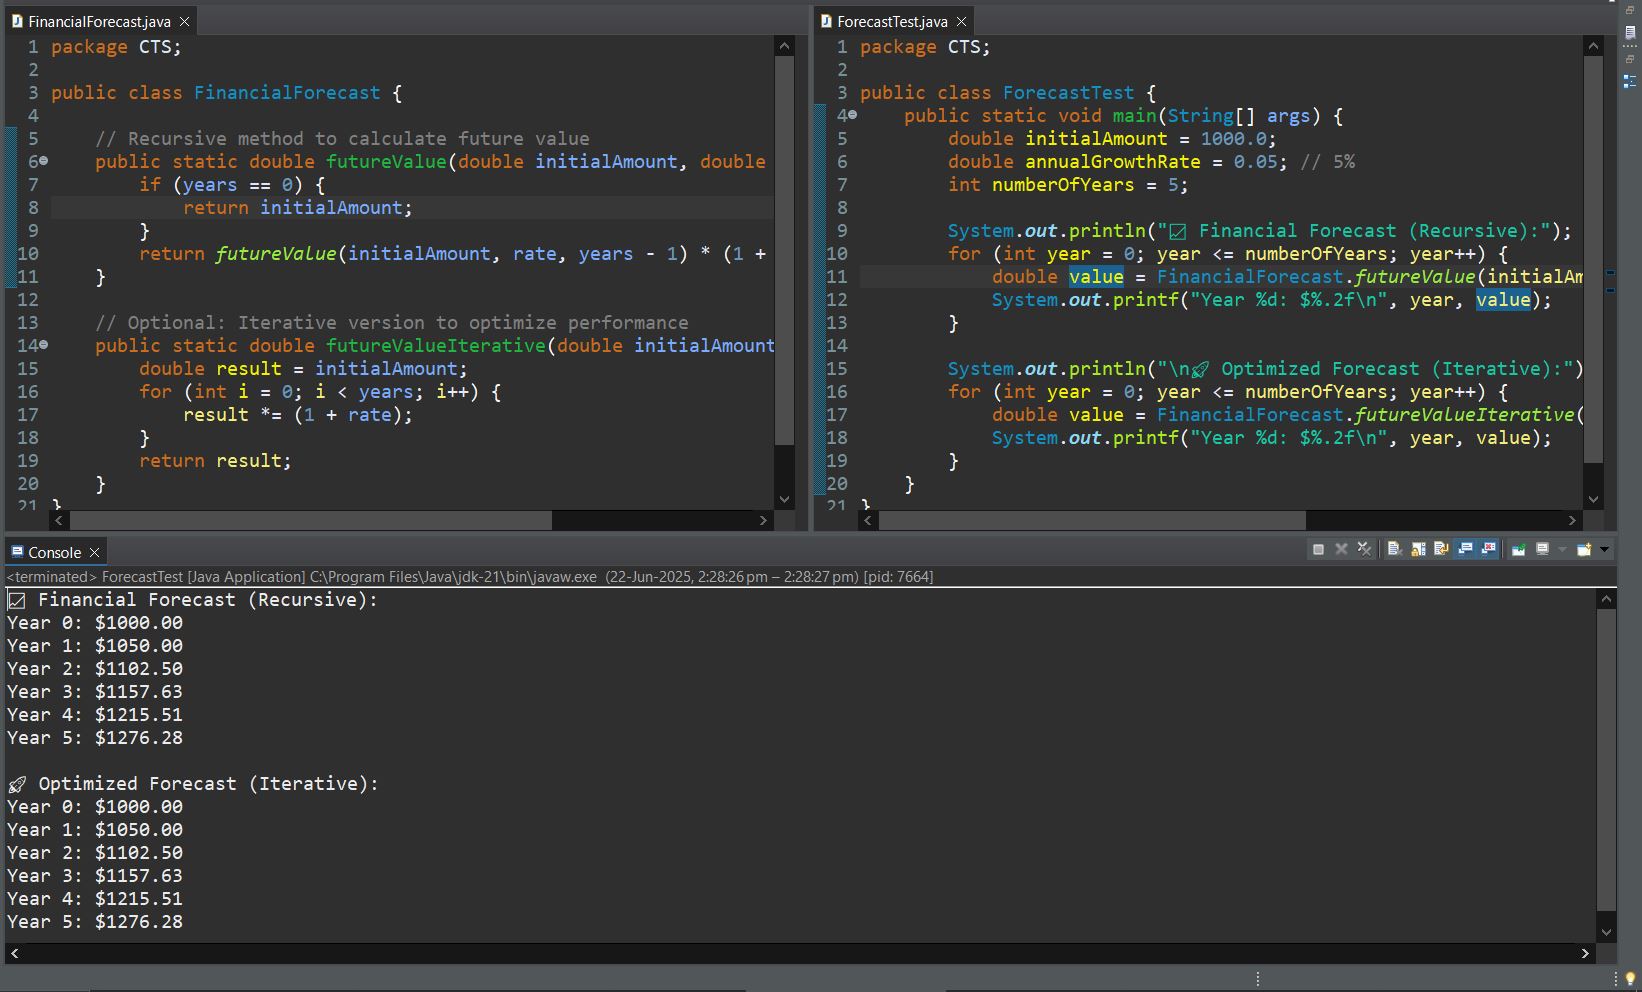 FinancialForecast.java
1 package CTS;
2
3 public class FinancialForecast {
4
5     // Recursive method to calculate future value
6     public static double futureValue(double initialAmount, double
7         if (years == 0) {
8             return initialAmount;
9         }
10         return futureValue(initialAmount, rate, years - 1) * (1 +
11     }
12
13     // Optional: Iterative version to optimize performance
14     public static double futureValueIterative(double initialAmount
15         double result = initialAmount;
16         for (int i = 0; i < years; i++) {
17             result *= (1 + rate);
18         }
19         return result;
20     }
21 }
ForecastTest.java
1 package CTS;
2
3 public class ForecastTest {
4     public static void main(String[] args) {
5         double initialAmount = 1000.0;
6         double annualGrowthRate = 0.05; // 5%
7         int numberOfYears = 5;
8
9         System.out.println("📈 Financial Forecast (Recursive):");
10         for (int year = 0; year <= numberOfYears; year++) {
11             double value = FinancialForecast.futureValue(initialAm
12             System.out.printf("Year %d: $%.2f\n", year, value);
13         }
14
15         System.out.println("\n🚀 Optimized Forecast (Iterative):")
16         for (int year = 0; year <= numberOfYears; year++) {
17             double value = FinancialForecast.futureValueIterative(
18             System.out.printf("Year %d: $%.2f\n", year, value);
19         }
20     }
21 }
Console
<terminated> ForecastTest [Java Application] C:\Program Files\Java\jdk-21\bin\javaw.exe (22-Jun-2025, 2:28:26 pm – 2:28:27 pm) [pid: 7664]
📈 Financial Forecast (Recursive):
Year 0: $1000.00
Year 1: $1050.00
Year 2: $1102.50
Year 3: $1157.63
Year 4: $1215.51
Year 5: $1276.28
🚀 Optimized Forecast (Iterative):
Year 0: $1000.00
Year 1: $1050.00
Year 2: $1102.50
Year 3: $1157.63
Year 4: $1215.51
Year 5: $1276.28